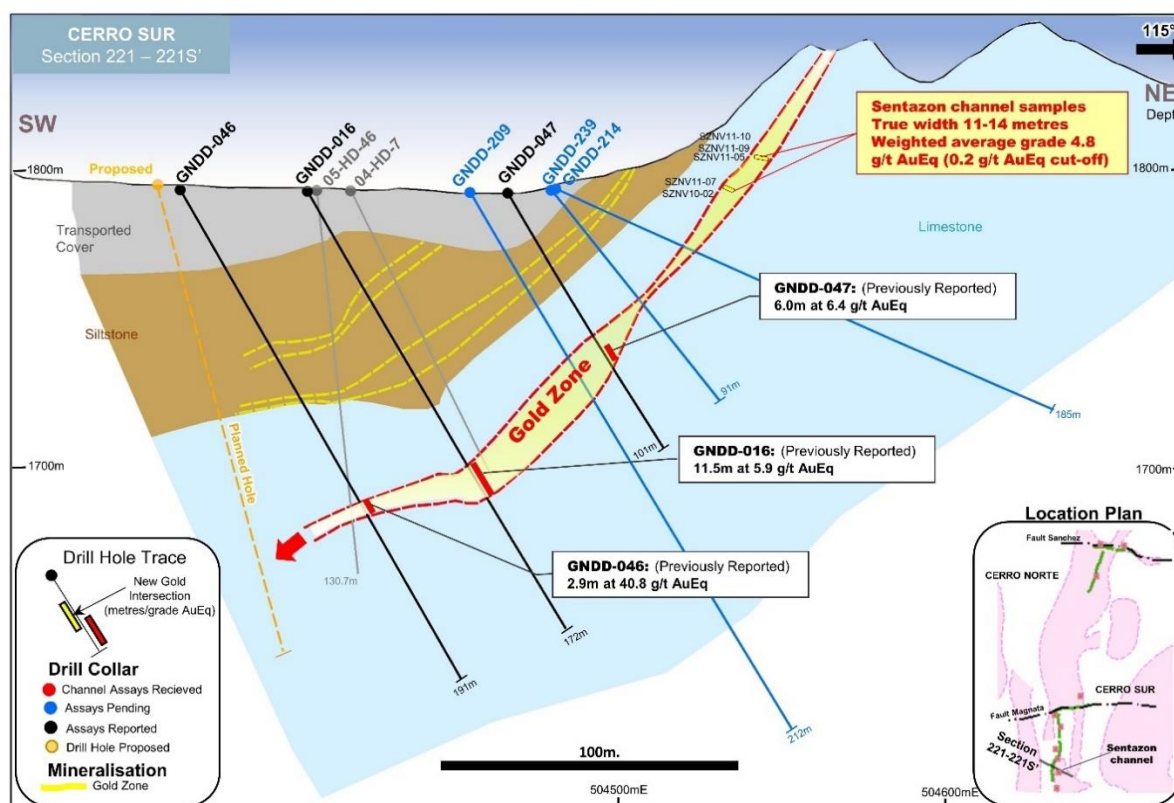 CERRO SUR
Section 221 – 221S'
115°
SW
NE
Depth
1800m
1800m
Proposed
GNDD-046
GNDD-016
05-HD-46
04-HD-7
GNDD-209
GNDD-047
GNDD-239
GNDD-214
SZNV11-10
SZNV11-09
SZNV11-05
SZNV11-07
SZNV10-02
Sentazon channel samples
True width 11-14 metres
Weighted average grade 4.8
g/t AuEq (0.2 g/t AuEq cut-off)
Transported
Cover
Limestone
Siltstone
GNDD-047: (Previously Reported)
6.0m at 6.4 g/t AuEq
Gold Zone
91m
185m
Planned Hole
101m
GNDD-016: (Previously Reported)
11.5m at 5.9 g/t AuEq
1700m
1700m
GNDD-046: (Previously Reported)
2.9m at 40.8 g/t AuEq
130.7m
172m
191m
212m
Drill Hole Trace
New Gold
Intersection
(metres/grade AuEq)
Drill Collar
Channel Assays Recieved
Assays Pending
Assays Reported
Drill Hole Proposed
Mineralisation
Gold Zone
100m.
504500mE
504600mE
Location Plan
Fault Sanchez
CERRO NORTE
CERRO SUR
Fault Magnata
Section
221-221S'
Sentazon
channel